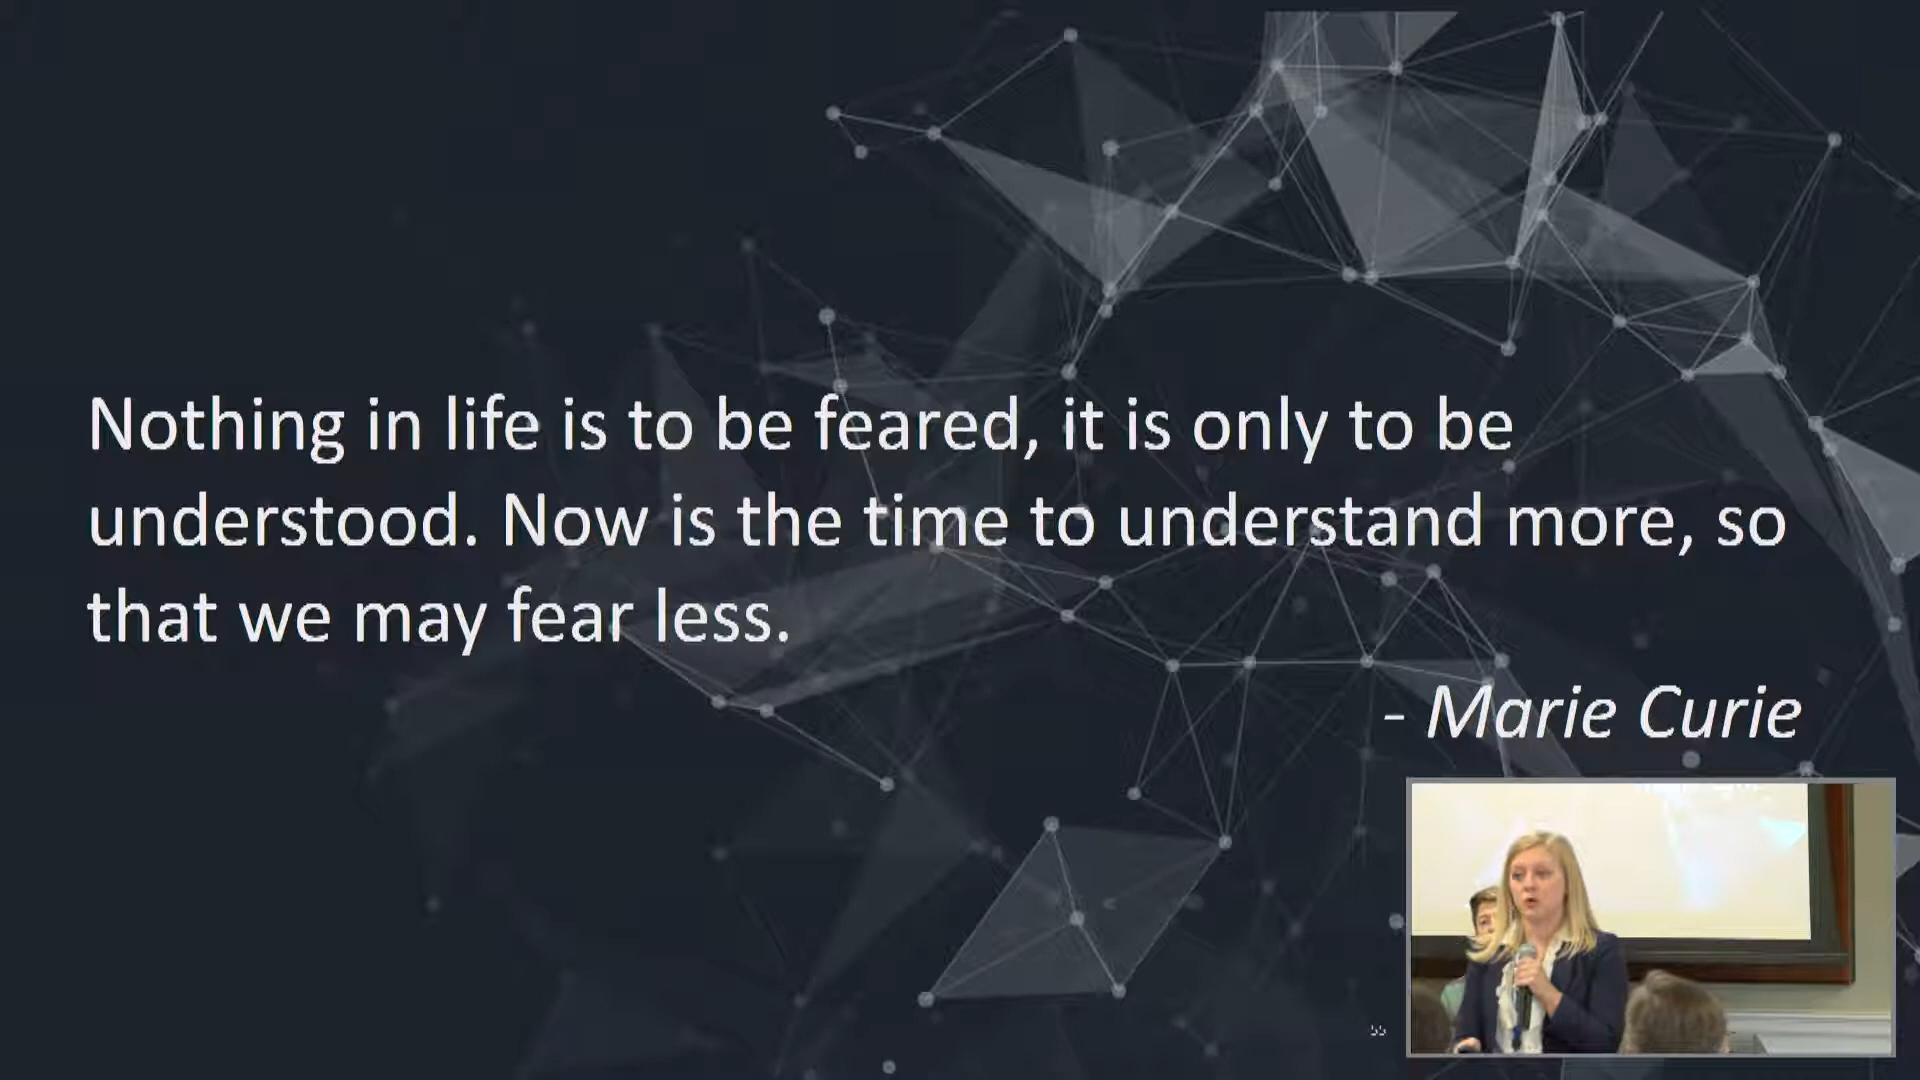 Nothing in life is to be feared, it is only to be
understood. Now is the time to understand more, so
that we may fear less.
- Marie Curie
55